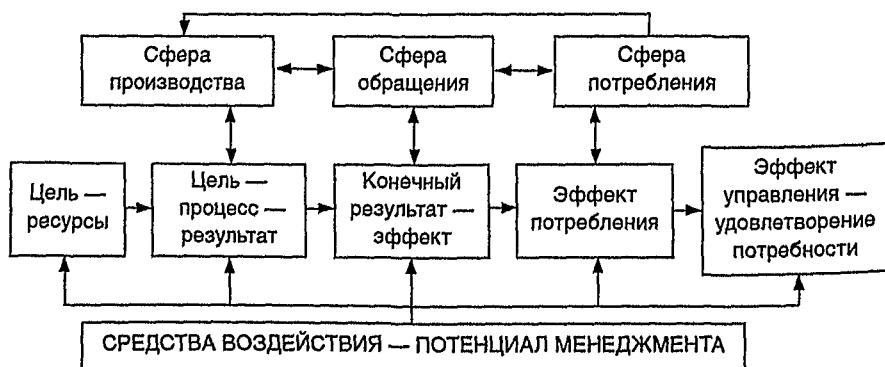 Сфера
производства
Сфера
обращения
Сфера
потребления
Цель —
ресурсы
Цель —
процесс—
результат
Конечный
результат —
эффект
Эффект
потребления
Эффект
управления —
удовлетворение
потребности
СРЕДСТВА ВОЗДЕЙСТВИЯ — ПОТЕНЦИАЛ МЕНЕДЖМЕНТА